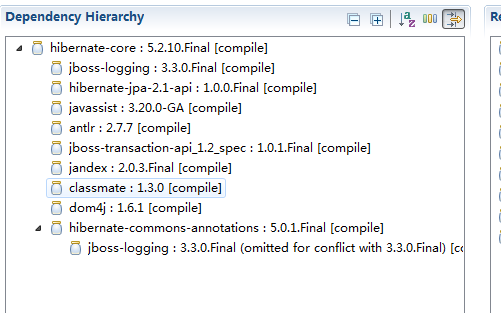 Dependency Hierarchy
hibernate-core : 5.2.10.Final [compile]
jboss-logging : 3.3.0.Final [compile]
hibernate-jpa-2.1-api : 1.0.0.Final [compile]
javassist : 3.20.0-GA [compile]
antlr : 2.7.7 [compile]
jboss-transaction-api_1.2_spec : 1.0.1.Final [compile]
jandex : 2.0.3.Final [compile]
classmate : 1.3.0 [compile]
dom4j : 1.6.1 [compile]
hibernate-commons-annotations : 5.0.1.Final [compile]
jboss-logging : 3.3.0.Final (omitted for conflict with 3.3.0.Final) [co